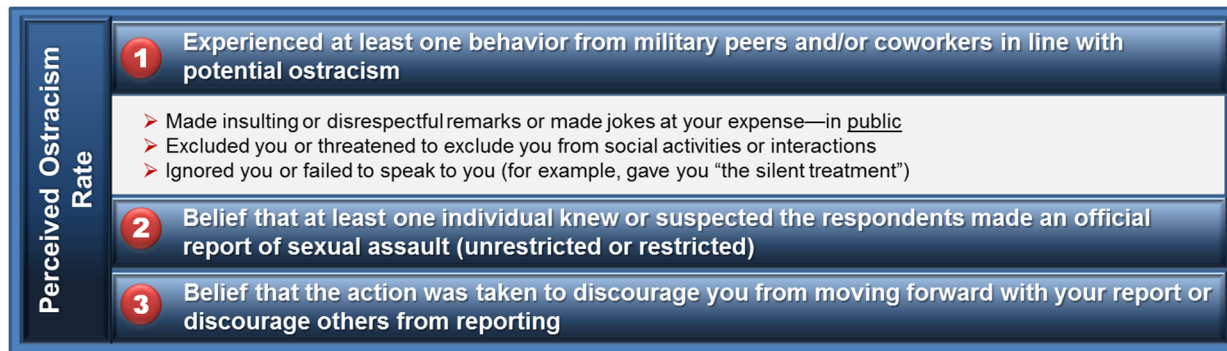 Perceived Ostracism
Rate
1
Experienced at least one behavior from military peers and/or coworkers in line with
potential ostracism
➢ Made insulting or disrespectful remarks or made jokes at your expense—in public
➢ Excluded you or threatened to exclude you from social activities or interactions
➢ Ignored you or failed to speak to you (for example, gave you “the silent treatment”)
2
Belief that at least one individual knew or suspected the respondents made an official
report of sexual assault (unrestricted or restricted)
3
Belief that the action was taken to discourage you from moving forward with your report or
discourage others from reporting